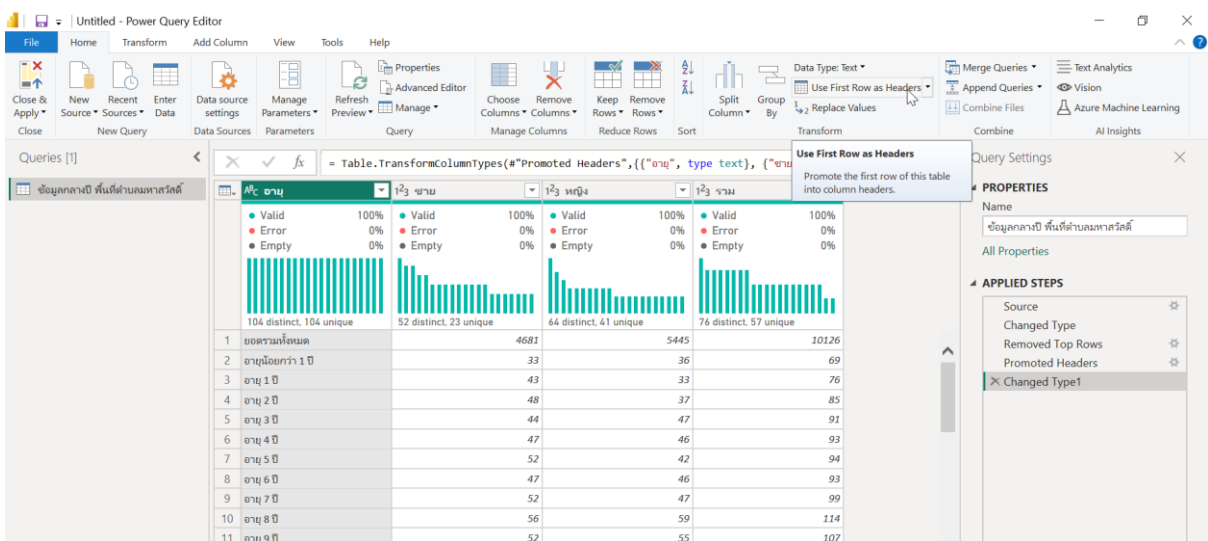 Untitled - Power Query Editor
File Home Transform Add Column View Tools Help
Close & Apply
New Source
Recent Sources
Enter Data
Data source settings
Manage Parameters
Refresh Preview
Properties
Advanced Editor
Manage
Choose Columns
Remove Columns
Keep Rows
Remove Rows
Split Column
Group By
Data Type: Text
Use First Row as Headers
Replace Values
Merge Queries
Append Queries
Combine Files
Text Analytics
Vision
Azure Machine Learning
Close New Query Data Sources Parameters Query Manage Columns Reduce Rows Sort Transform Combine AI Insights
Use First Row as Headers
Promote the first row of this table
into column headers.
Queries [1]
ข้อมูลกลางปี พื้นที่ตำบลมหาสวัสดิ์
fx = Table.TransformColumnTypes(#"Promoted Headers",{{"อายุ", type text}, {"ชาย
ABC อายุ 123 ชาย 123 หญิง 123 รวม
Valid 100% Valid 100% Valid 100% Valid 100%
Error 0% Error 0% Error 0% Error 0%
Empty 0% Empty 0% Empty 0% Empty 0%
104 distinct, 104 unique 52 distinct, 23 unique 64 distinct, 41 unique 76 distinct, 57 unique
1 ยอดรวมทั้งหมด 4681 5445 10126
2 อายุน้อยกว่า 1 ปี 33 36 69
3 อายุ 1 ปี 43 33 76
4 อายุ 2 ปี 48 37 85
5 อายุ 3 ปี 44 47 91
6 อายุ 4 ปี 47 46 93
7 อายุ 5 ปี 52 42 94
8 อายุ 6 ปี 47 46 93
9 อายุ 7 ปี 52 47 99
10 อายุ 8 ปี 56 59 114
11 อายุ 9 ปี 52 55 107
Query Settings
PROPERTIES
Name
ข้อมูลกลางปี พื้นที่ตำบลมหาสวัสดิ์
All Properties
APPLIED STEPS
Source
Changed Type
Removed Top Rows
Promoted Headers
Changed Type1